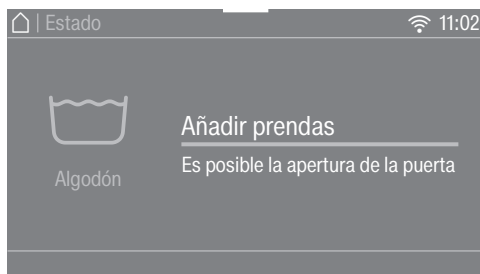 | Estado 11:02
Añadir prendas
Es posible la apertura de la puerta
Algodón